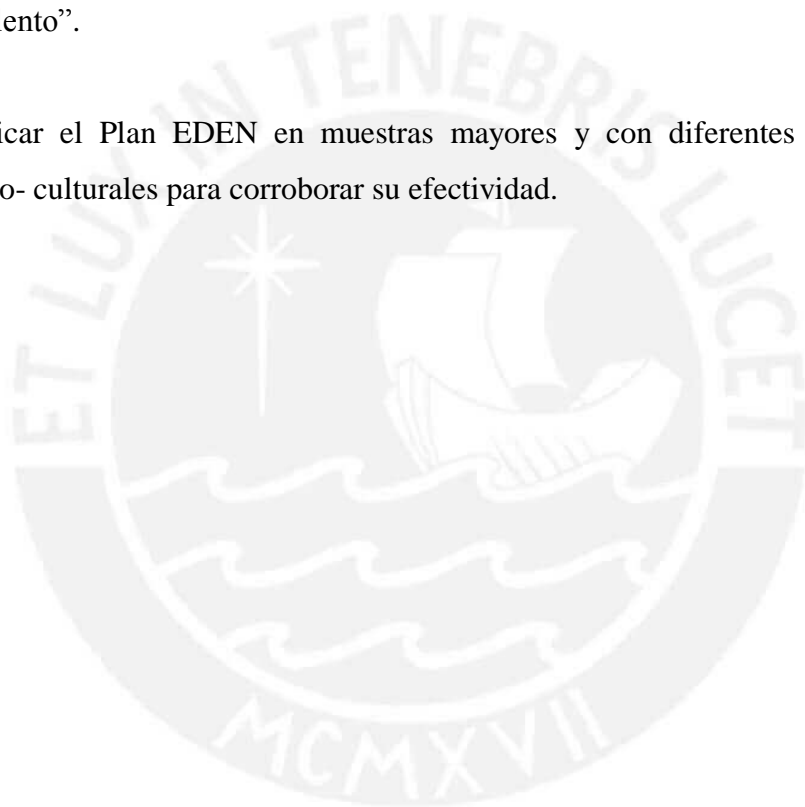 iento”.
icar el Plan EDEN en muestras mayores y con diferentes
o- culturales para corroborar su efectividad.
ET LUX IN TENEBRIS LUCET
MCMXVII